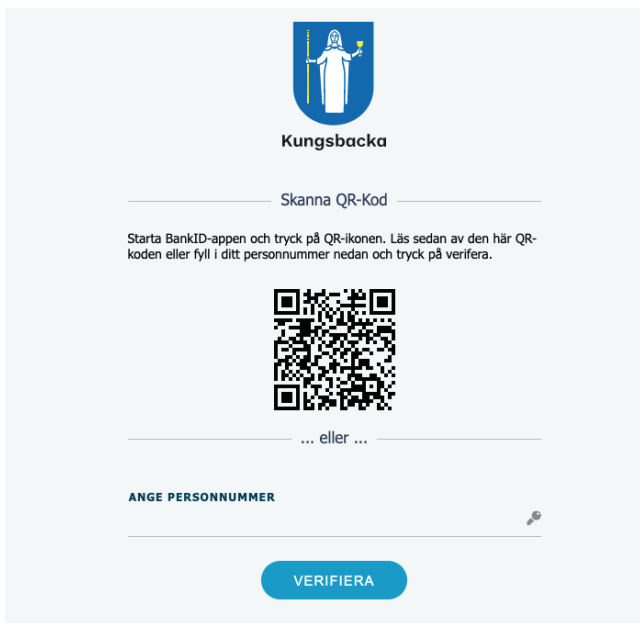 Kungsbacka
Skanna QR-Kod
Starta BankID-appen och tryck på QR-ikonen. Läs sedan av den här QR-
koden eller fyll i ditt personnummer nedan och tryck på verifera.
... eller ...
ANGE PERSONNUMMER
VERIFIERA